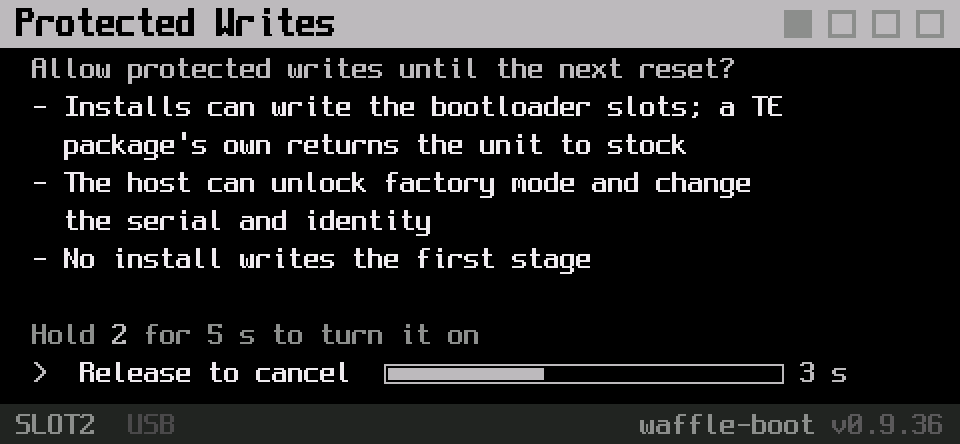 Protected Writes
Allow protected writes until the next reset?
- Installs can write the bootloader slots; a TE
package's own returns the unit to stock
- The host can unlock factory mode and change
the serial and identity
- No install writes the first stage
Hold 2 for 5 s to turn it on
> Release to cancel 3 s
SLOT2 USB waffle-boot v0.9.36